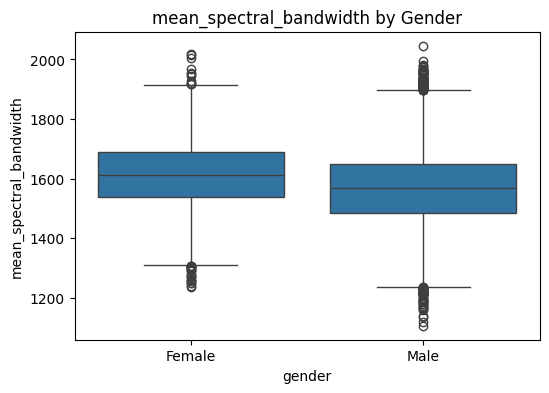 mean_spectral_bandwidth by Gender
2000
1800
1600
1400
1200
mean_spectral_bandwidth
Female
Male
gender